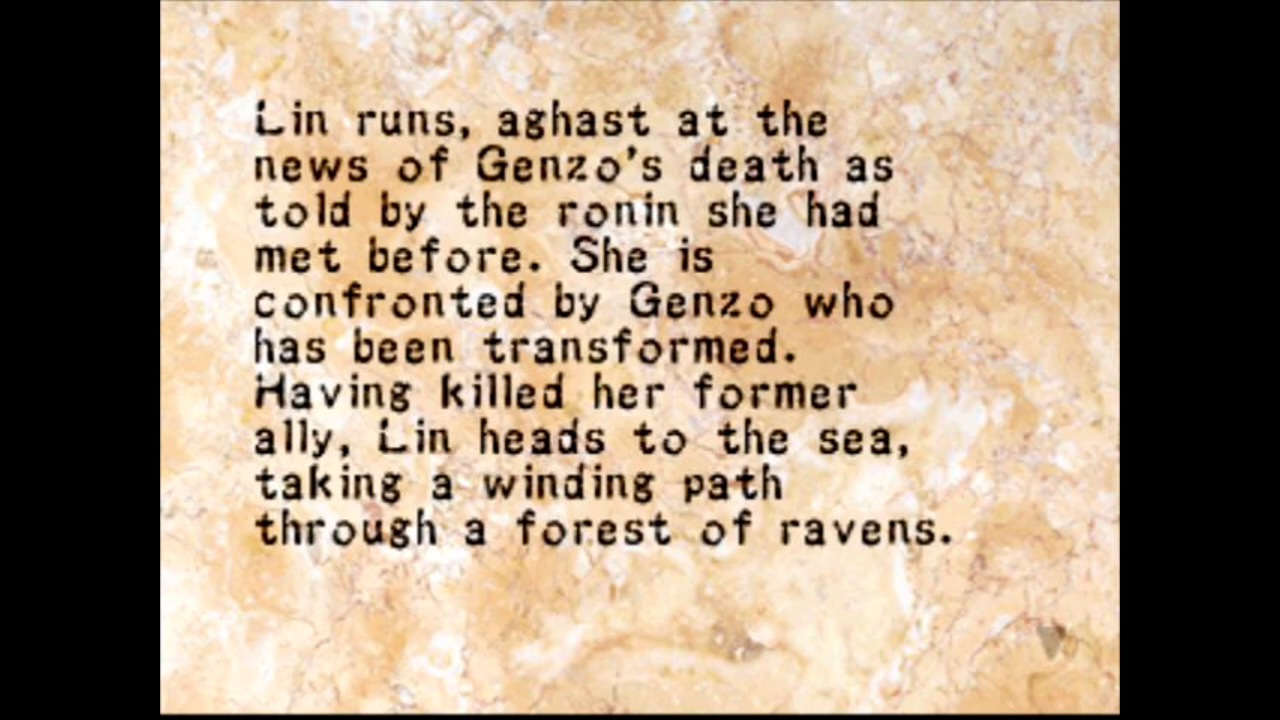 Lin runs, aghast at the
news of Genzo's death as
told by the ronin she had
met before. She is
confronted by Genzo who
has been transformed.
Having killed her former
ally, Lin heads to the sea,
taking a winding path
through a forest of ravens.